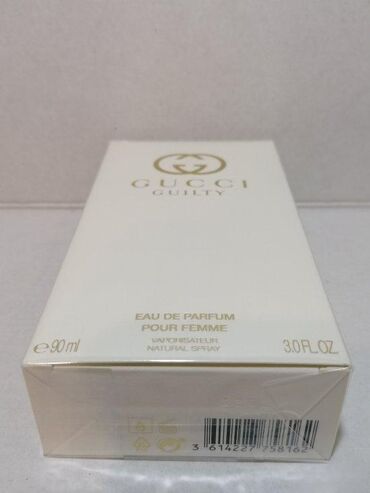 GUCCI
GUILTY
EAU DE PARFUM
POUR FEMME
VAPORISATEUR
NATURAL SPRAY
e 90 ml
3.0 FL. OZ.
3 614227 758162